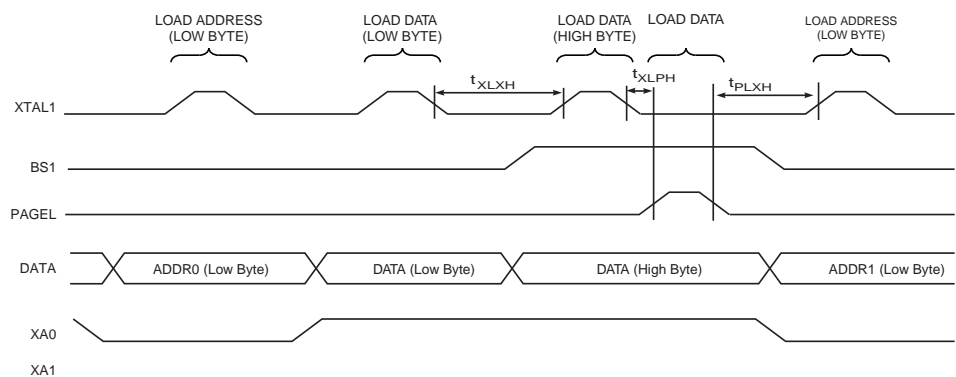 LOAD ADDRESS
(LOW BYTE)
LOAD DATA
(LOW BYTE)
LOAD DATA
(HIGH BYTE)
LOAD DATA
LOAD ADDRESS
(LOW BYTE)
tXLXH
tXLPH
tPLXH
XTAL1
BS1
PAGEL
DATA
ADDR0 (Low Byte)
DATA (Low Byte)
DATA (High Byte)
ADDR1 (Low Byte)
XA0
XA1